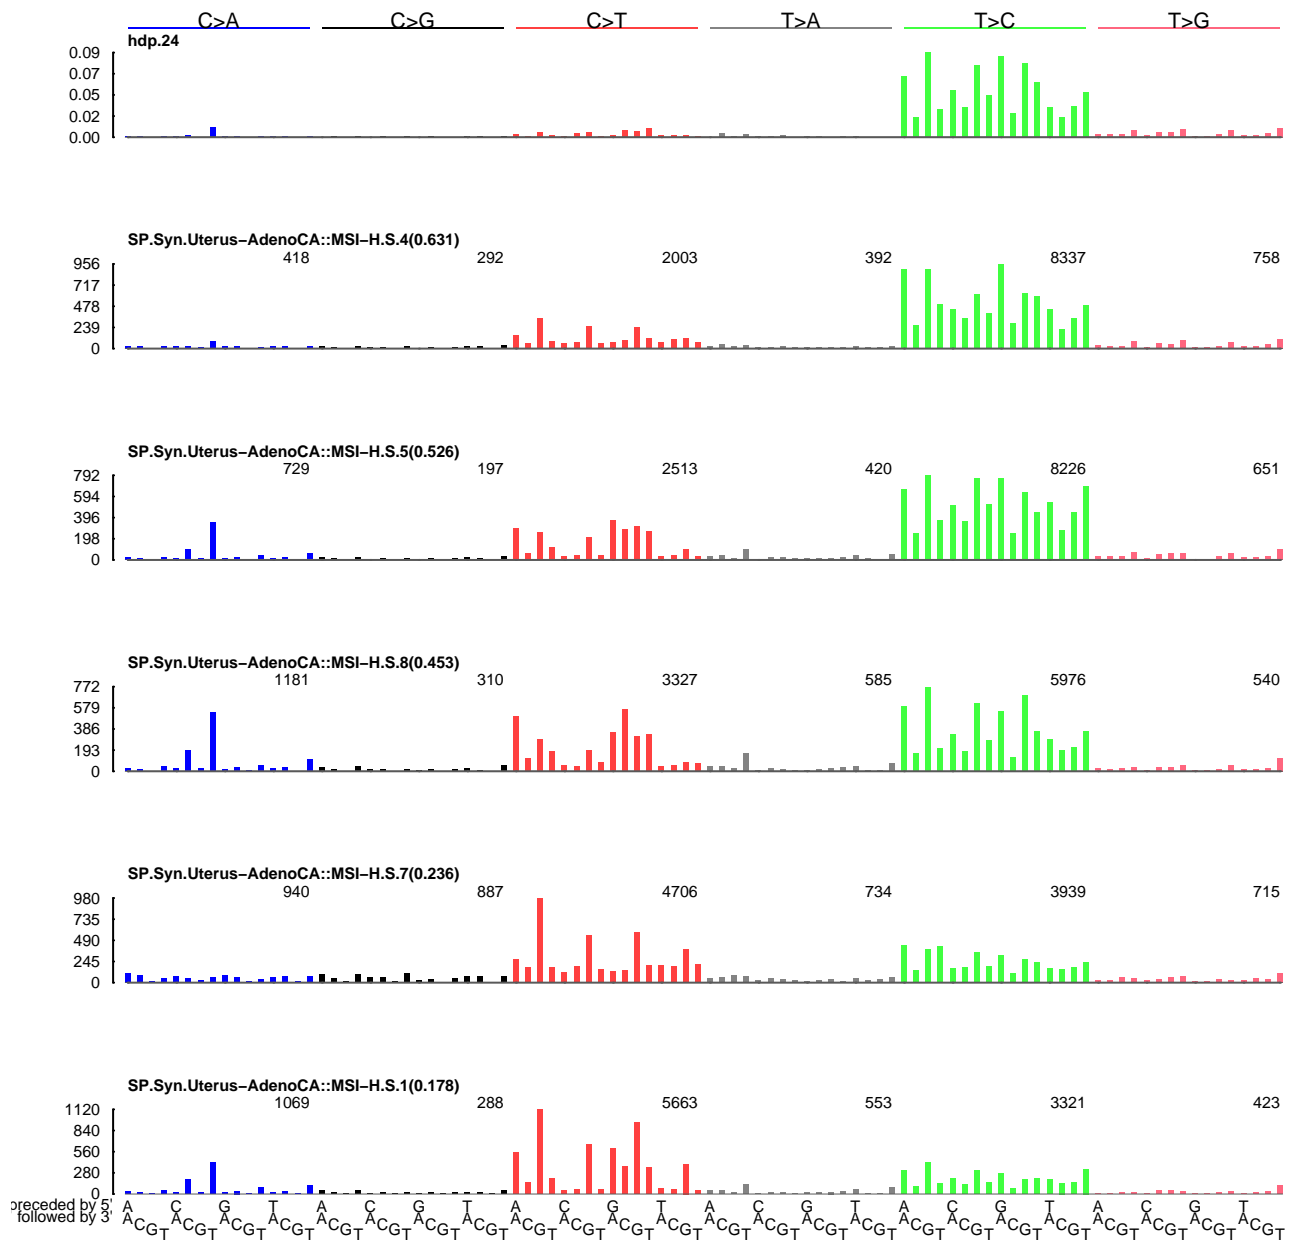 C>A C>G C>T T>A T>C T>G
hdp.24
0.09
0.07
0.05
0.02
0.00
SP.Syn.Uterus−AdenoCA::MSI−H.S.4(0.631)
418 292 2003 392 8337 758
956
717
478
239
0
SP.Syn.Uterus−AdenoCA::MSI−H.S.5(0.526)
729 197 2513 420 8226 651
792
594
396
198
0
SP.Syn.Uterus−AdenoCA::MSI−H.S.8(0.453)
1181 310 3327 585 5976 540
772
579
386
193
0
SP.Syn.Uterus−AdenoCA::MSI−H.S.7(0.236)
940 887 4706 734 3939 715
980
735
490
245
0
SP.Syn.Uterus−AdenoCA::MSI−H.S.1(0.178)
1069 288 5663 553 3321 423
1120
840
560
280
0
preceded by 5' A C G T A C G T A C G T A C G T A C G T A C G T
followed by 3' A C G T A C G T A C G T A C G T A C G T A C G T A C G T A C G T A C G T A C G T A C G T A C G T A C G T A C G T A C G T A C G T A C G T A C G T A C G T A C G T A C G T A C G T A C G T A C G T